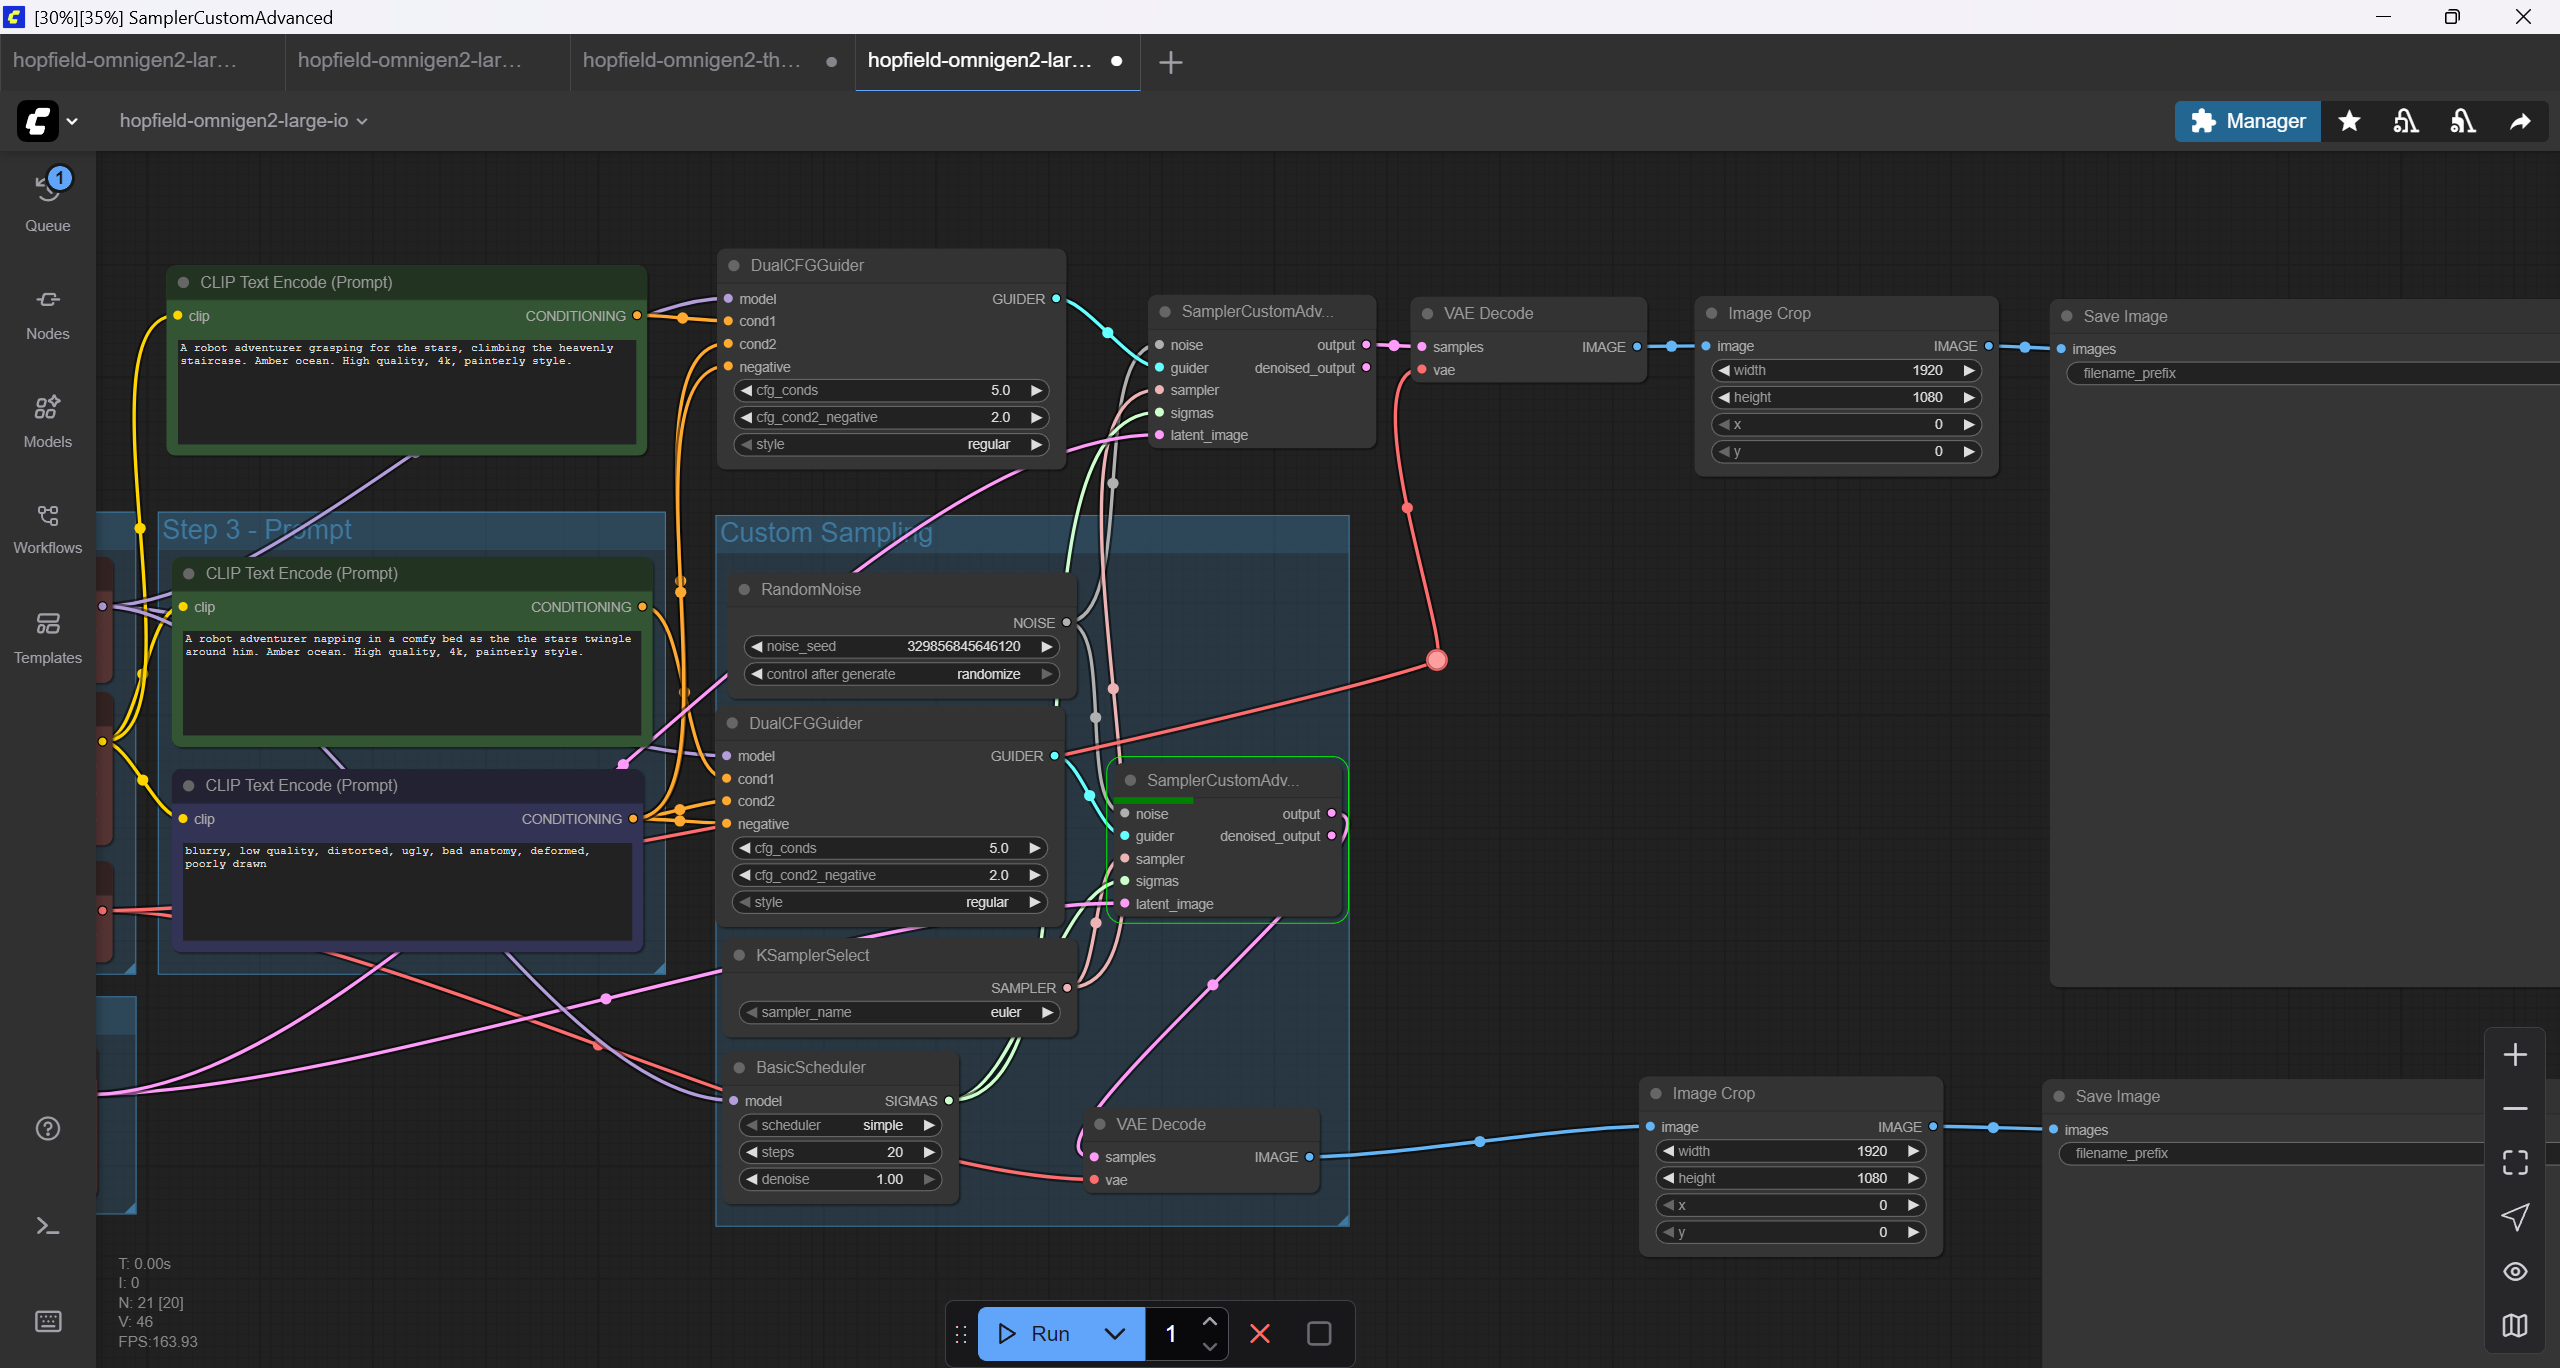 [30%][35%] SamplerCustomAdvanced
hopfield-omnigen2-lar...
hopfield-omnigen2-lar...
hopfield-omnigen2-th...
hopfield-omnigen2-lar...
hopfield-omnigen2-large-io
Manager
1
Queue
Nodes
Models
Workflows
Templates
CLIP Text Encode (Prompt)
clip CONDITIONING
A robot adventurer grasping for the stars, climbing the heavenly
staircase. Amber ocean. High quality, 4k, painterly style.
DualCFGGuider
model GUIDER
cond1
cond2
negative
cfg_conds 5.0
cfg_cond2_negative 2.0
style regular
SamplerCustomAdv...
noise output
guider denoised_output
sampler
sigmas
latent_image
VAE Decode
samples IMAGE
vae
Image Crop
image IMAGE
width 1920
height 1080
x 0
y 0
Save Image
images
filename_prefix
Step 3 - Prompt
CLIP Text Encode (Prompt)
clip CONDITIONING
A robot adventurer napping in a comfy bed as the the stars twingle
around him. Amber ocean. High quality, 4k, painterly style.
CLIP Text Encode (Prompt)
clip CONDITIONING
blurry, low quality, distorted, ugly, bad anatomy, deformed,
poorly drawn
Custom Sampling
RandomNoise
NOISE
noise_seed 329856845646120
control after generate randomize
DualCFGGuider
model GUIDER
cond1
cond2
negative
cfg_conds 5.0
cfg_cond2_negative 2.0
style regular
SamplerCustomAdv...
noise output
guider denoised_output
sampler
sigmas
latent_image
KSamplerSelect
SAMPLER
sampler_name euler
BasicScheduler
model SIGMAS
scheduler simple
steps 20
denoise 1.00
VAE Decode
samples IMAGE
vae
Image Crop
image IMAGE
width 1920
height 1080
x 0
y 0
Save Image
images
filename_prefix
T: 0.00s
I: 0
N: 21 [20]
V: 46
FPS:163.93
Run 1